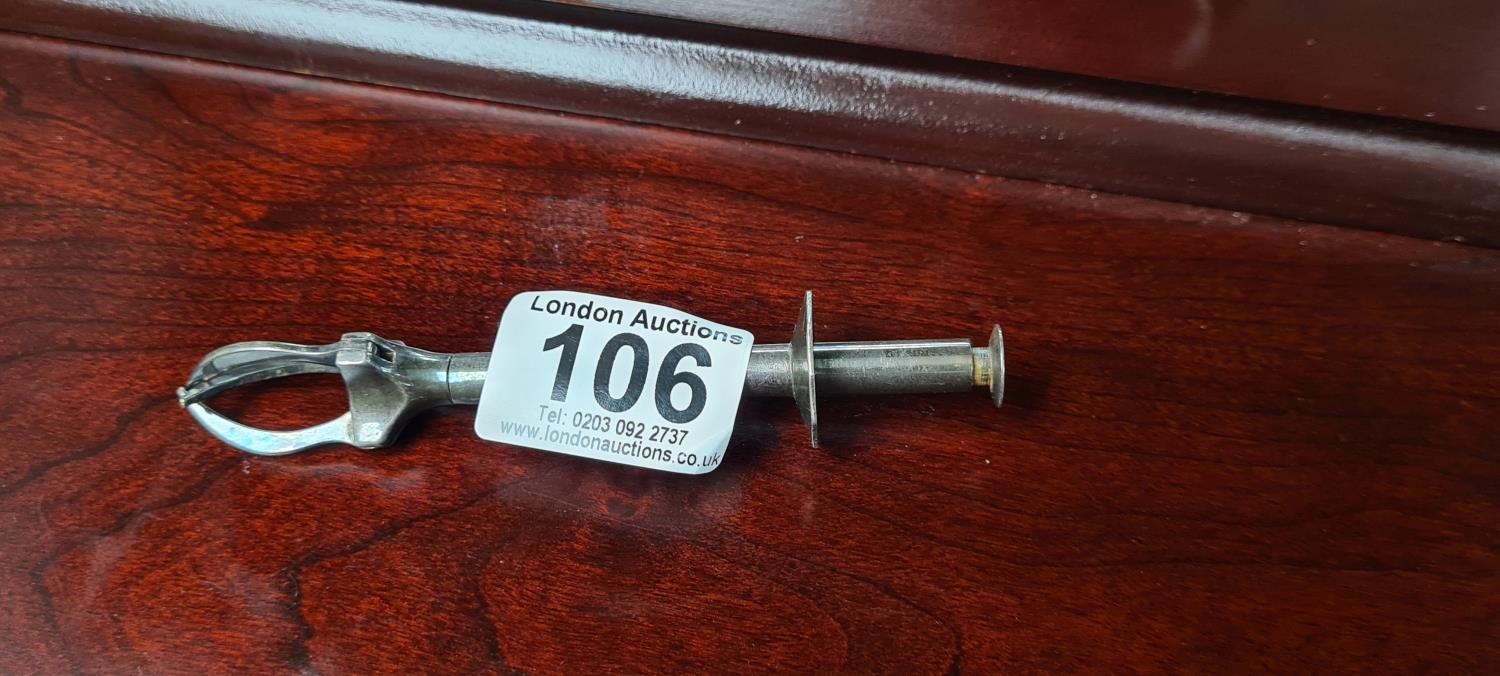 London Auctions
106
Tel: 0203 092 2737
www.londonauctions.co.uk